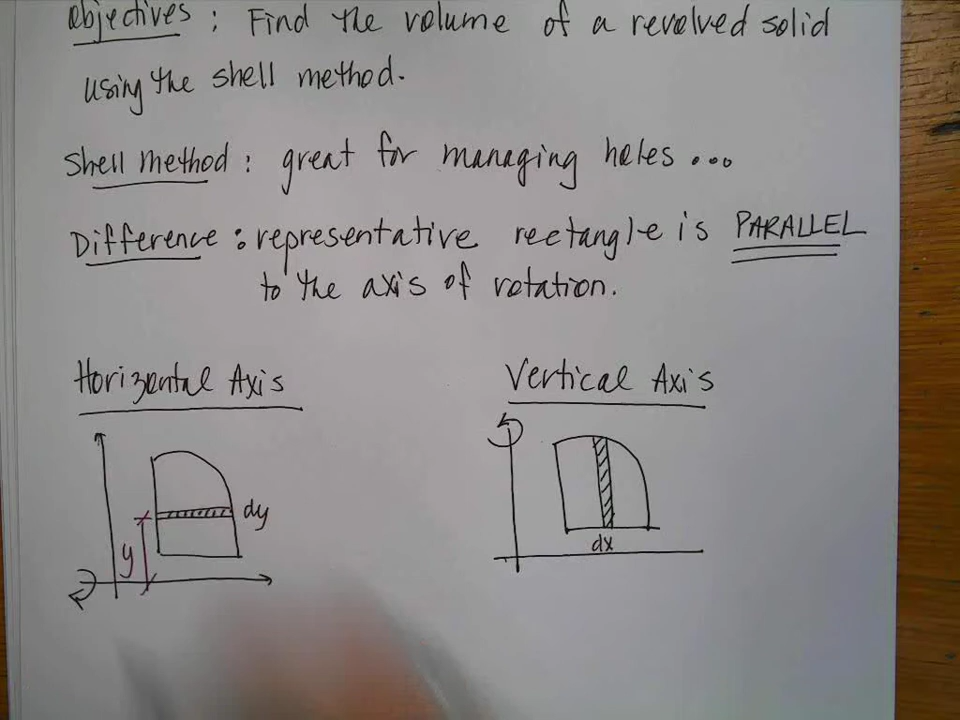 Objectives : Find the volume of a revolved solid
using the shell method.
Shell method : great for managing holes ...
Difference : representative rectangle is PARALLEL
to the axis of rotation.
Horizontal Axis
Vertical Axis
dy
y
dx